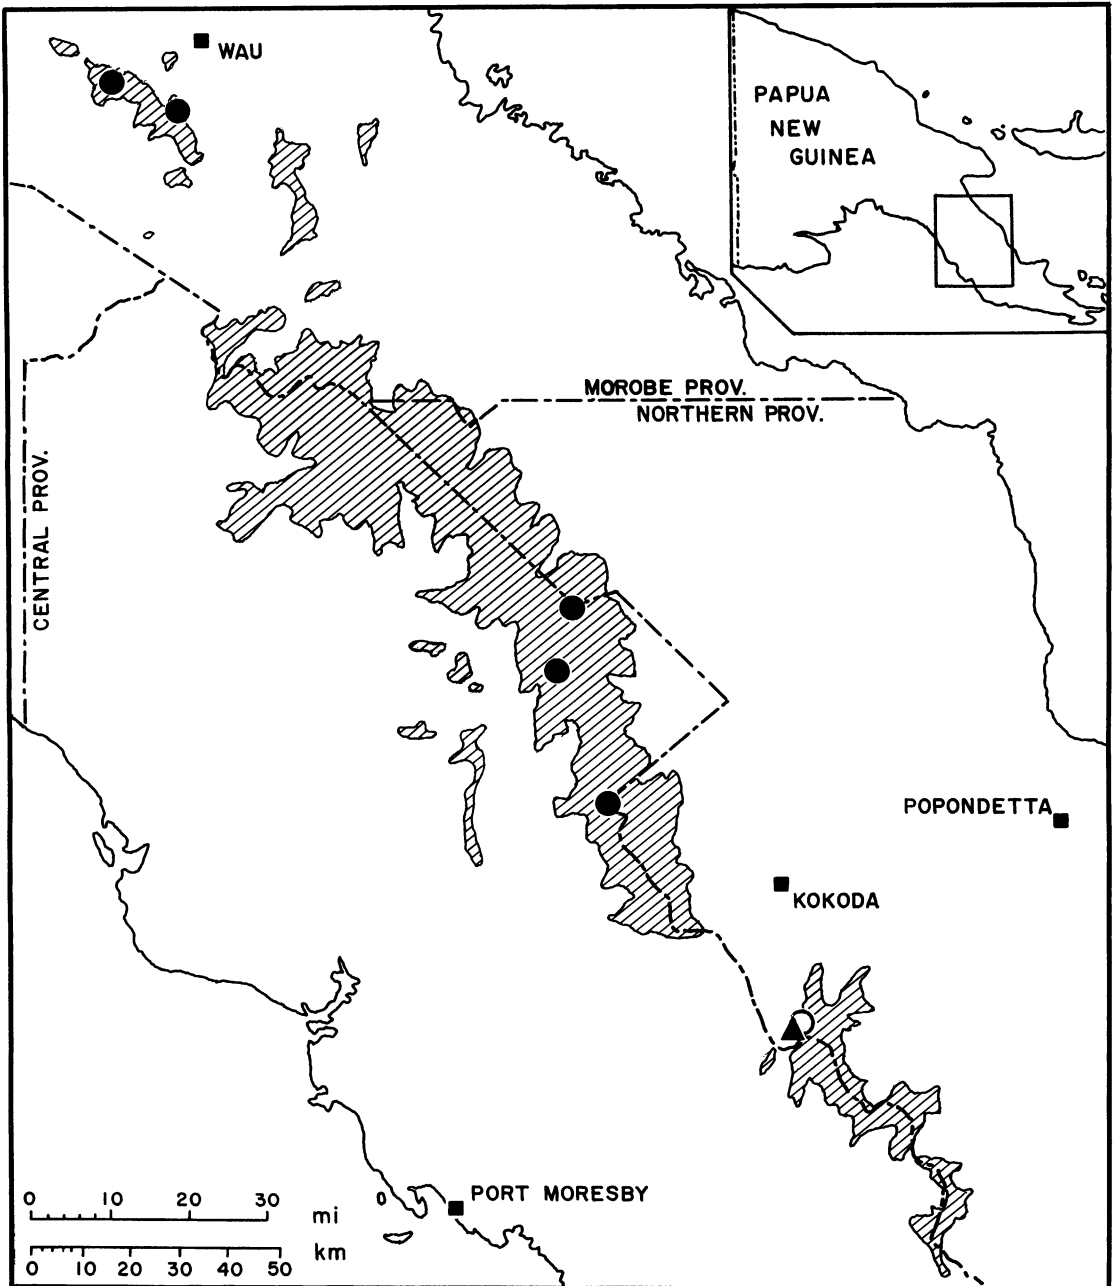 WAU
PAPUA
NEW
GUINEA
MOROBE PROV.
NORTHERN PROV.
CENTRAL PROV.
POPONDETTA
KOKODA
PORT MORESBY
0 10 20 30
mi
km
0 10 20 30 40 50